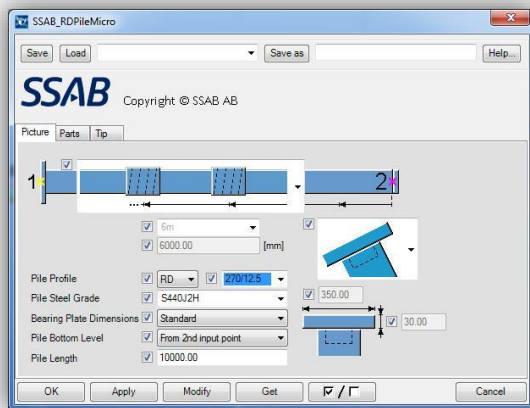 SSAB_RDPileMicro
Save Load Save as Help...
SSAB Copyright © SSAB AB
Picture Parts Tip
1 2
...
6m
6000.00 [mm]
Pile Profile RD 270/12.5
350.00
Pile Steel Grade S440J2H
Bearing Plate Dimensions Standard
30.00
Pile Bottom Level From 2nd input point
Pile Length 10000.00
OK Apply Modify Get / Cancel